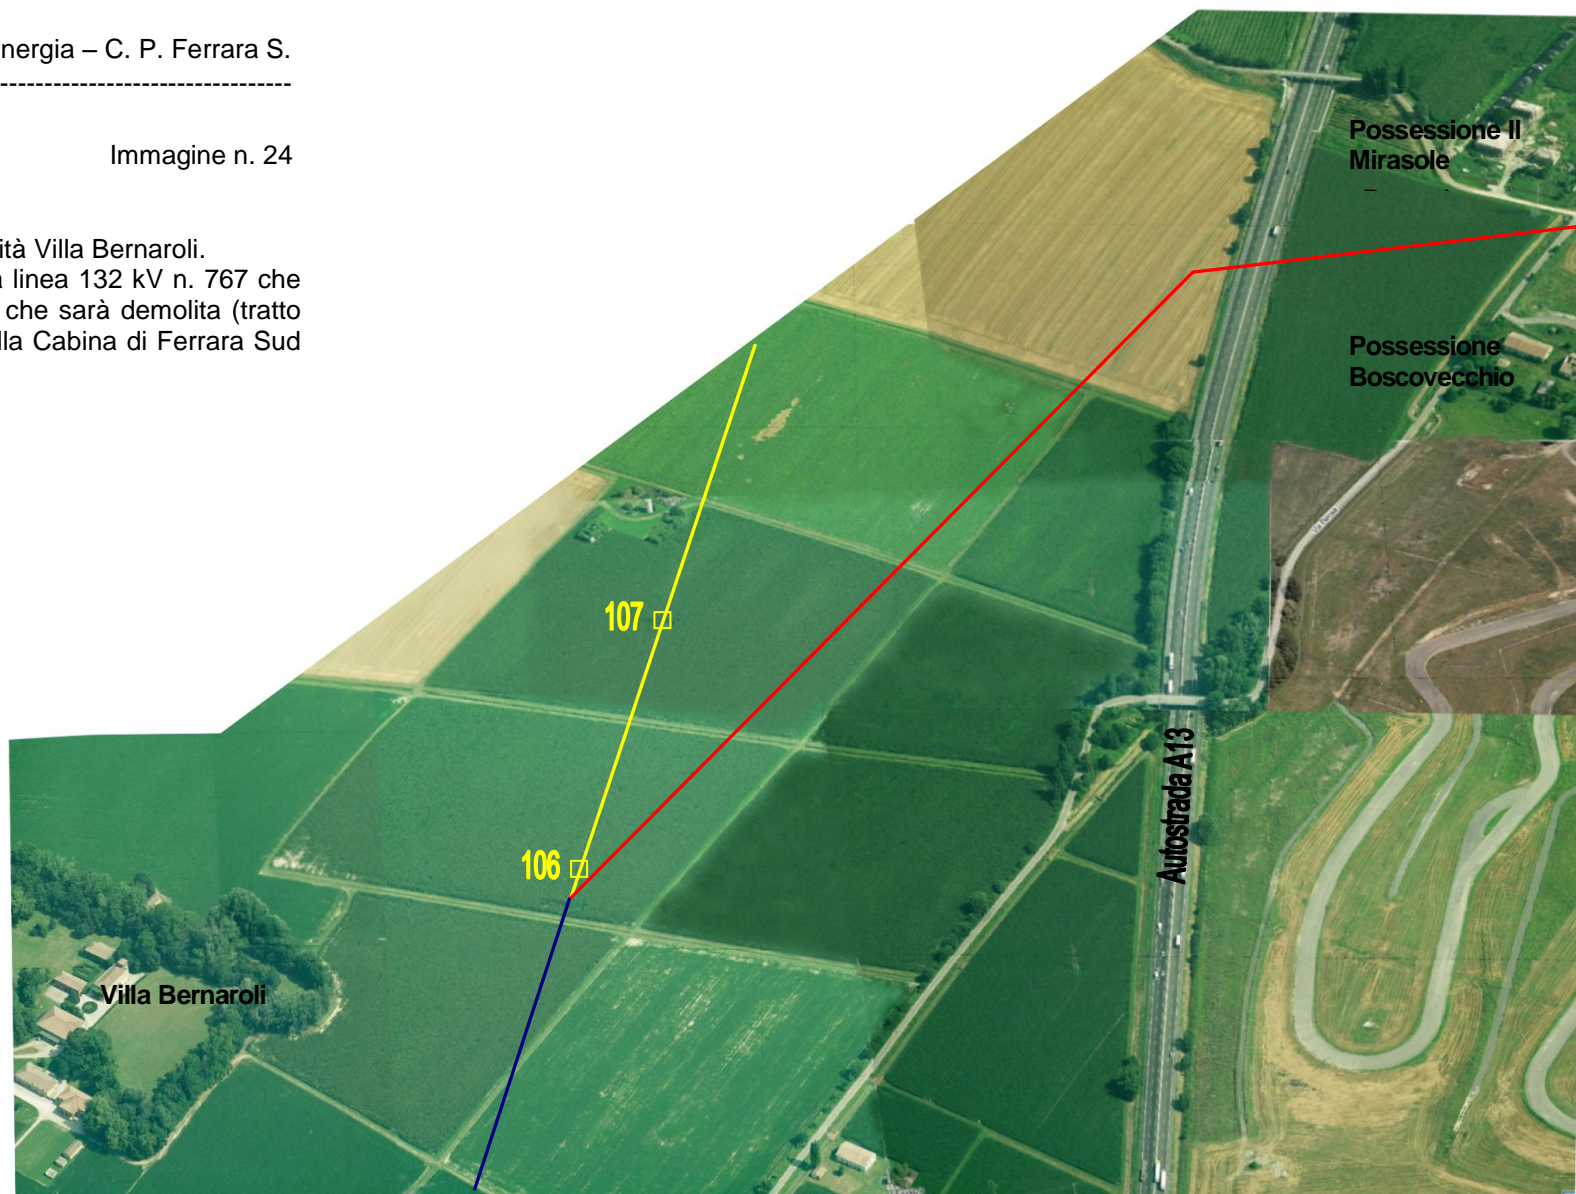 nergia – C. P. Ferrara S.
Immagine n. 24
ità Villa Bernaroli.
a linea 132 kV n. 767 che
che sarà demolita (tratto
lla Cabina di Ferrara Sud
Possessione Il
Mirasole
Possessione
Boscovecchio
107
106
Autostrada A13
Villa Bernaroli